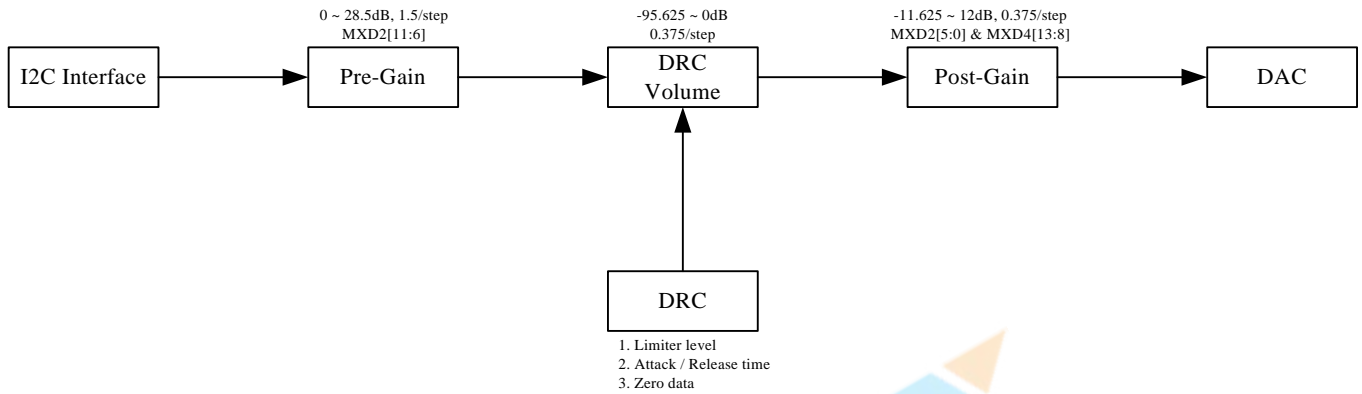 0 ~ 28.5dB, 1.5/step
MXD2[11:6]
-95.625 ~ 0dB
0.375/step
-11.625 ~ 12dB, 0.375/step
MXD2[5:0] & MXD4[13:8]
I2C Interface
Pre-Gain
DRC
Volume
Post-Gain
DAC
DRC
1. Limiter level
2. Attack / Release time
3. Zero data